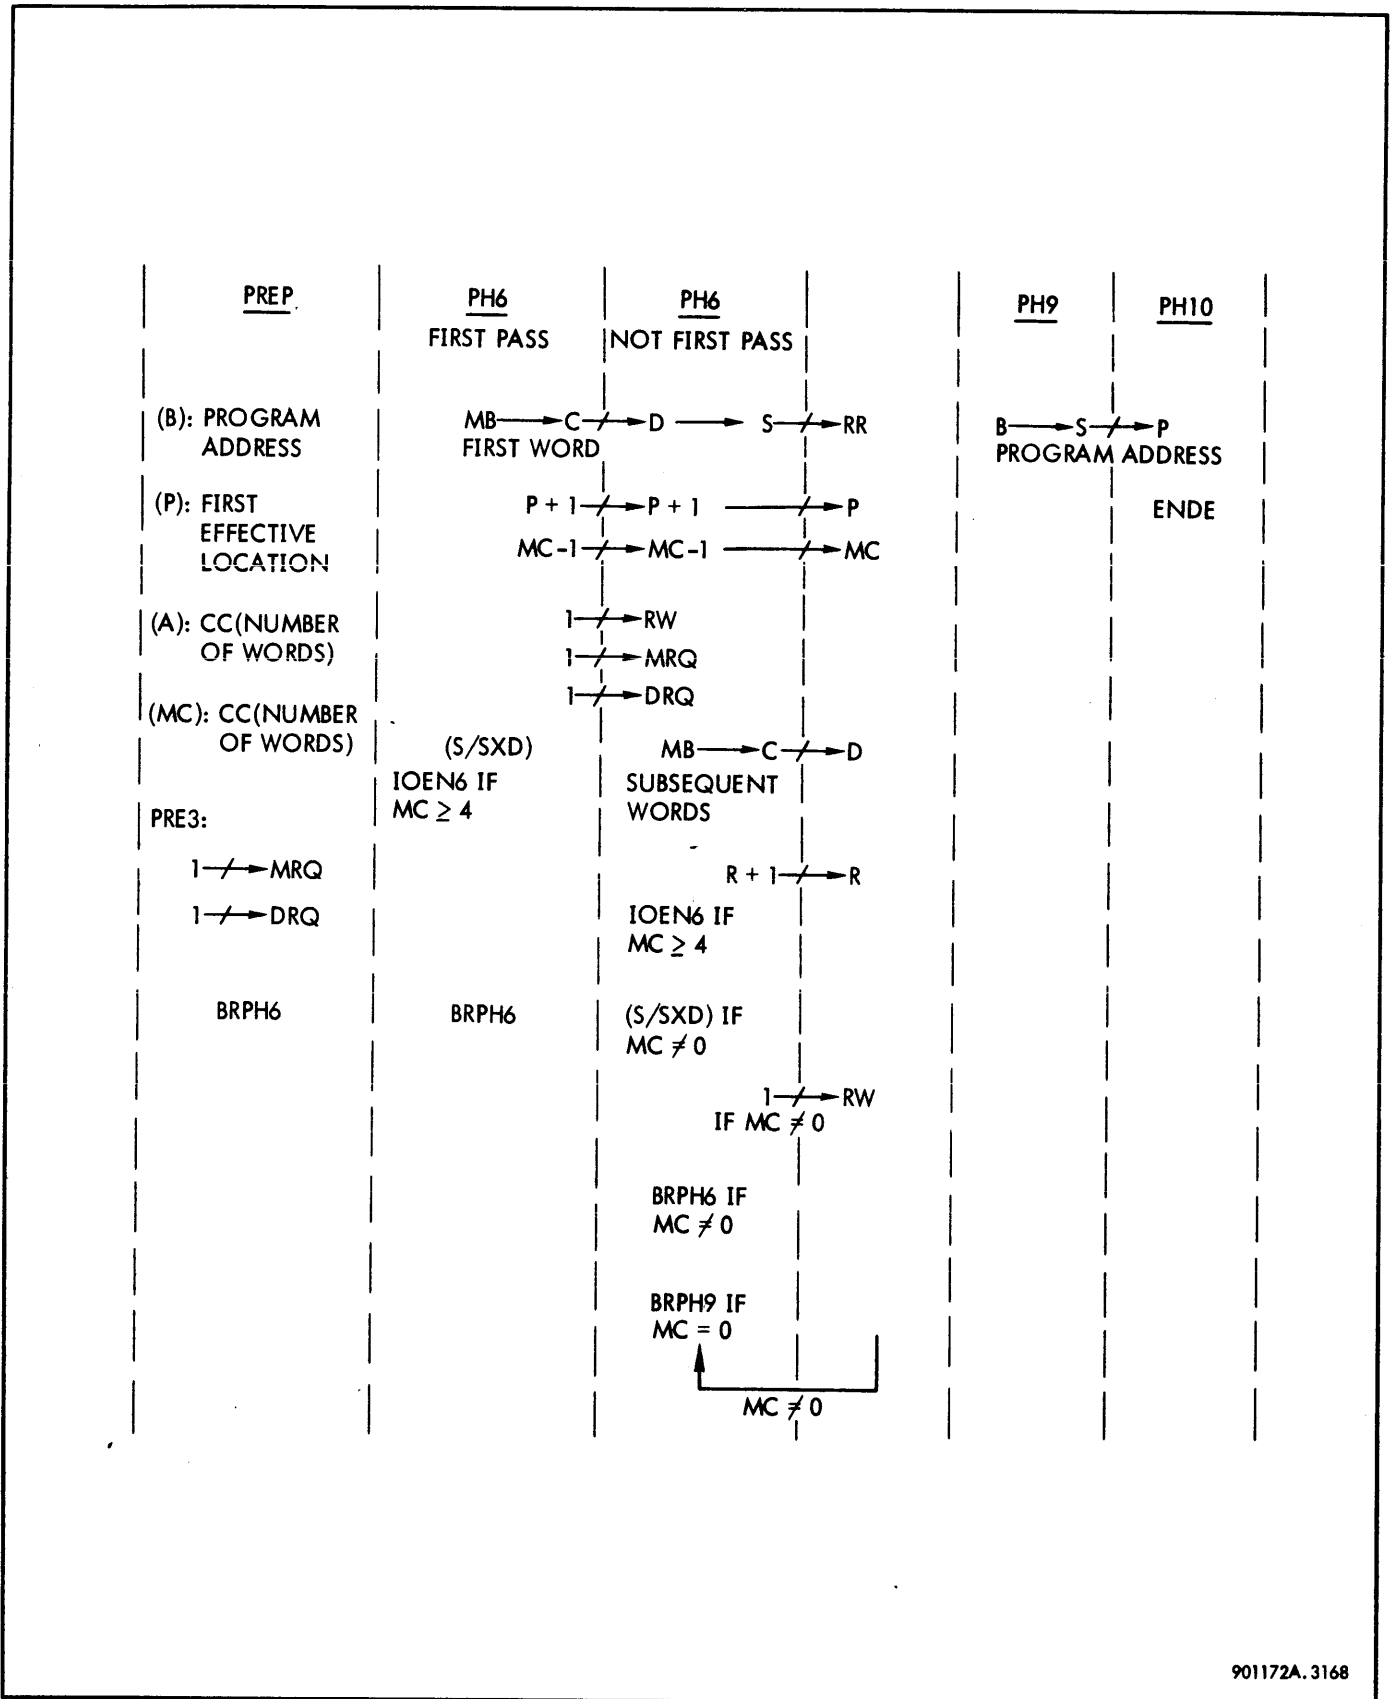 PREP
(B): PROGRAM
ADDRESS
(P): FIRST
EFFECTIVE
LOCATION
(A): CC(NUMBER
OF WORDS)
(MC): CC(NUMBER
OF WORDS)
PRE3:
1 → MRQ
1 → DRQ
BRPH6
PH6
FIRST PASS
MB → C → D → S → RR
FIRST WORD
P + 1 → P + 1 → P
MC-1 → MC-1 → MC
1 → RW
1 → MRQ
1 → DRQ
(S/SXD)
IOEN6 IF
MC ≥ 4
BRPH6
PH6
NOT FIRST PASS
MB → C → D
SUBSEQUENT
WORDS
R + 1 → R
IOEN6 IF
MC ≥ 4
(S/SXD) IF
MC ≠ 0
1 → RW
IF MC ≠ 0
BRPH6 IF
MC ≠ 0
BRPH9 IF
MC = 0
MC ≠ 0
PH9
B → S → P
PROGRAM ADDRESS
PH10
ENDE
901172A.3168